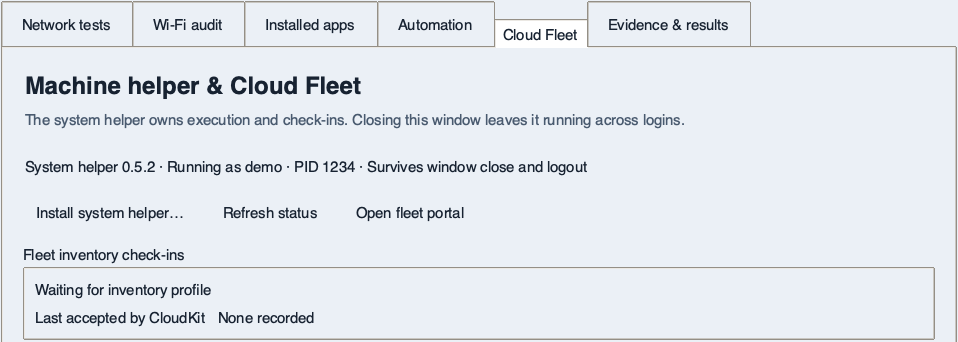 Network tests Wi-Fi audit Installed apps Automation Cloud Fleet Evidence & results
Machine helper & Cloud Fleet
The system helper owns execution and check-ins. Closing this window leaves it running across logins.
System helper 0.5.2 · Running as demo · PID 1234 · Survives window close and logout
Install system helper… Refresh status Open fleet portal
Fleet inventory check-ins
Waiting for inventory profile
Last accepted by CloudKit None recorded